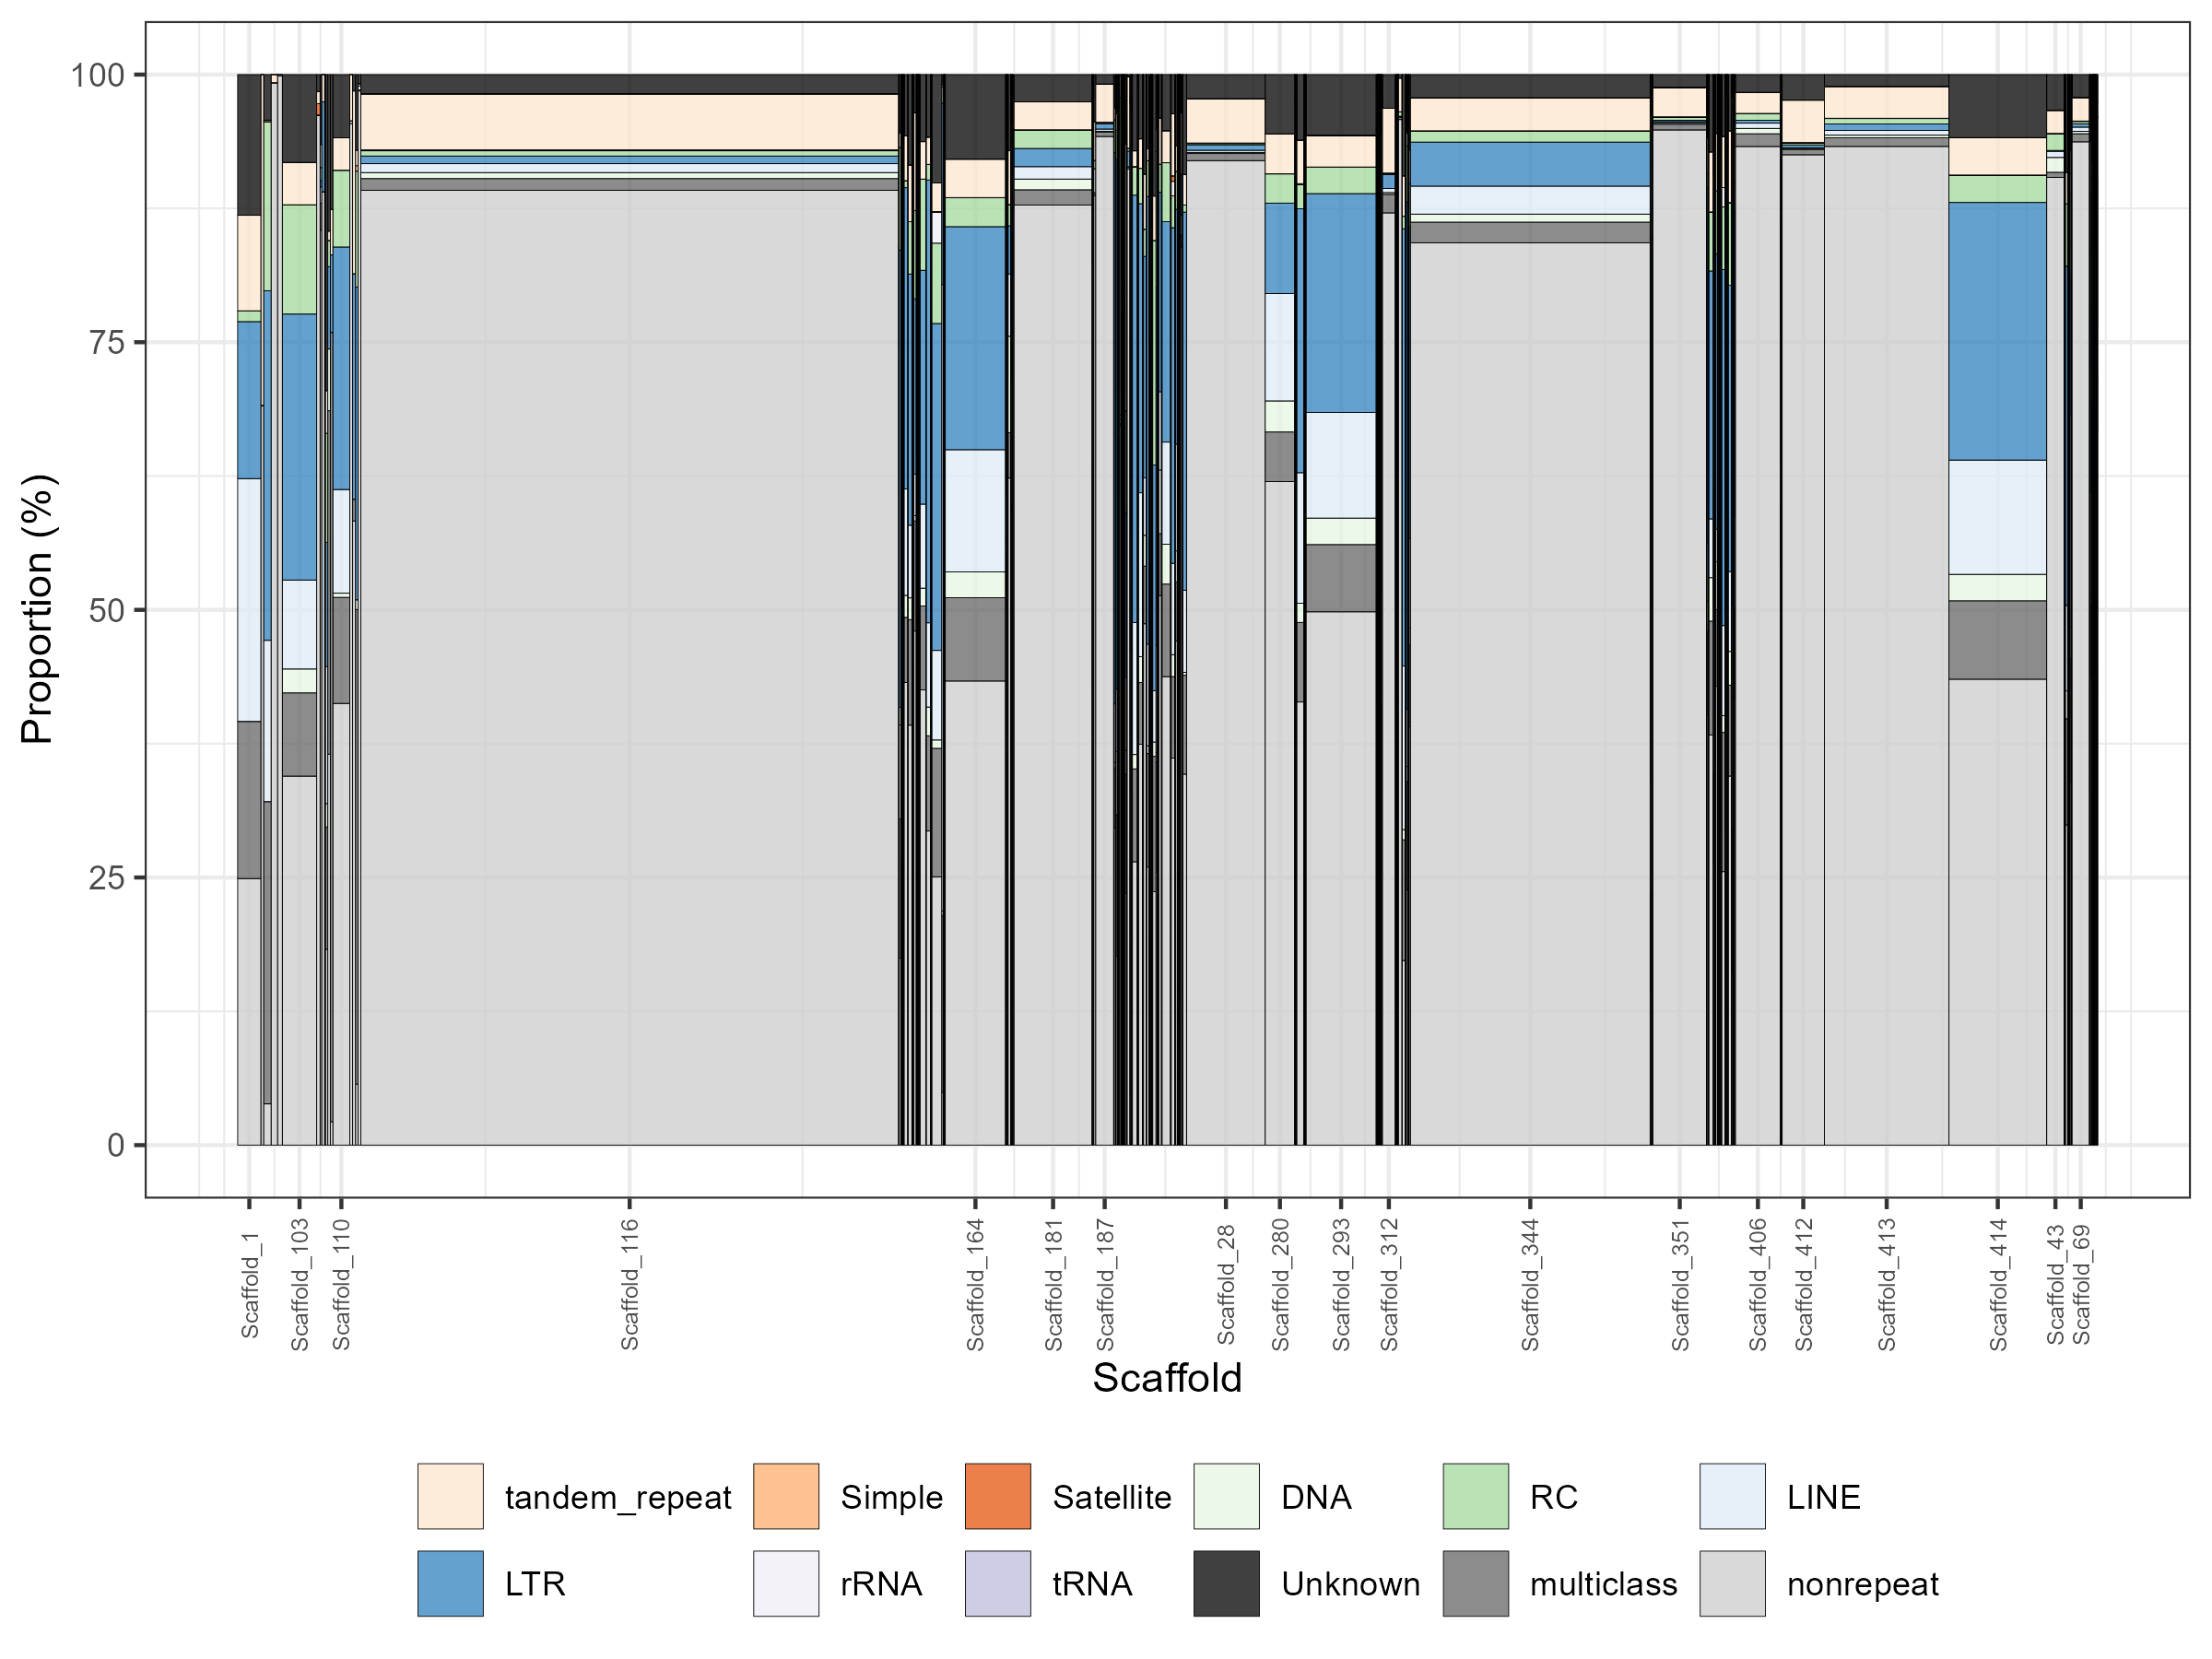 Proportion (%)
100
75
50
25
0
Scaffold_1
Scaffold_103
Scaffold_110
Scaffold_116
Scaffold_164
Scaffold_181
Scaffold_187
Scaffold_28
Scaffold_280
Scaffold_293
Scaffold_312
Scaffold_344
Scaffold_351
Scaffold_406
Scaffold_412
Scaffold_413
Scaffold_414
Scaffold_43
Scaffold_69
Scaffold
tandem_repeat Simple Satellite DNA RC LINE
LTR rRNA tRNA Unknown multiclass nonrepeat